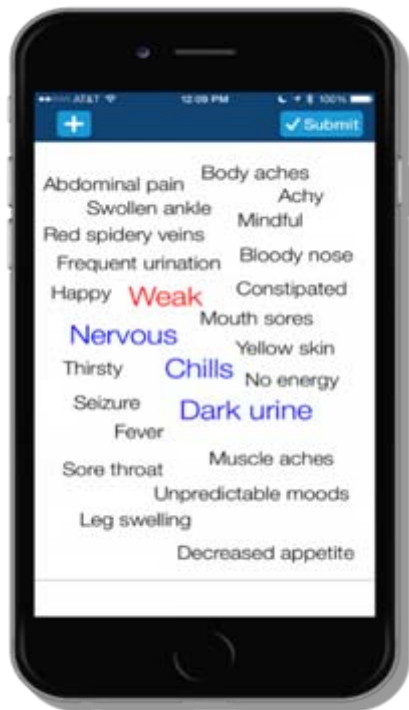 AT&T 12:09 PM 100%
+ ✓ Submit
Body aches
Abdominal pain
Achy
Swollen ankle
Mindful
Red spidery veins
Bloody nose
Frequent urination
Constipated
Happy Weak
Mouth sores
Nervous
Yellow skin
Thirsty Chills
No energy
Seizure
Dark urine
Fever
Muscle aches
Sore throat
Unpredictable moods
Leg swelling
Decreased appetite